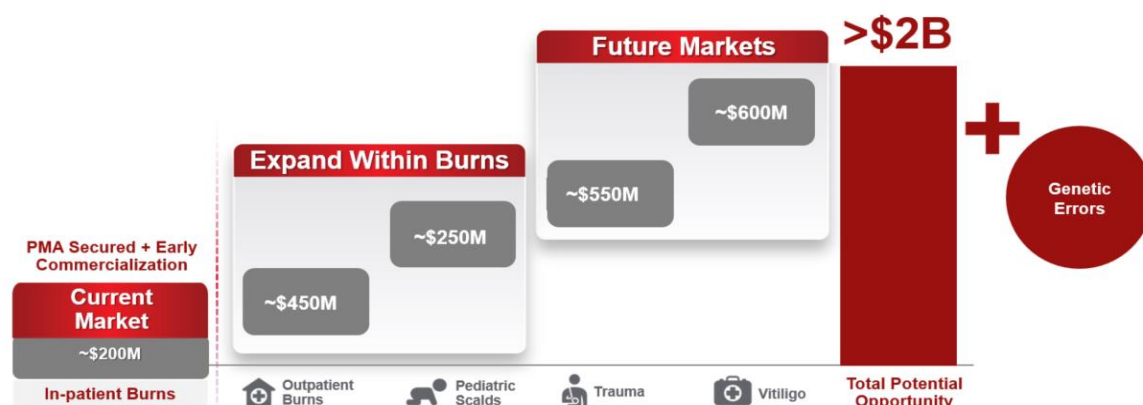 PMA Secured + Early
Commercialization
Current
Market
~$200M
In-patient Burns
Expand Within Burns
~$450M
~$250M
Outpatient
Burns
Pediatric
Scalds
Future Markets
~$550M
~$600M
Trauma
Vitiligo
>$2B
Total Potential
Opportunity
Genetic
Errors